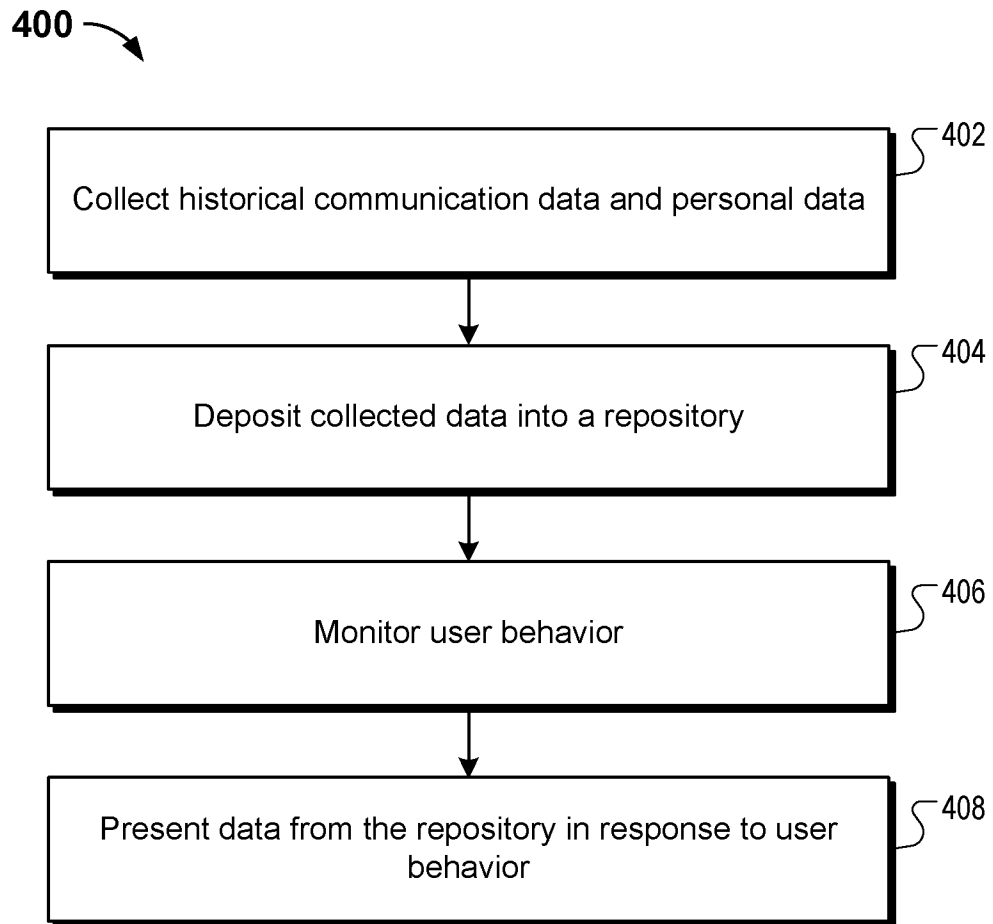 400
402
Collect historical communication data and personal data
404
Deposit collected data into a repository
406
Monitor user behavior
408
Present data from the repository in response to user
behavior